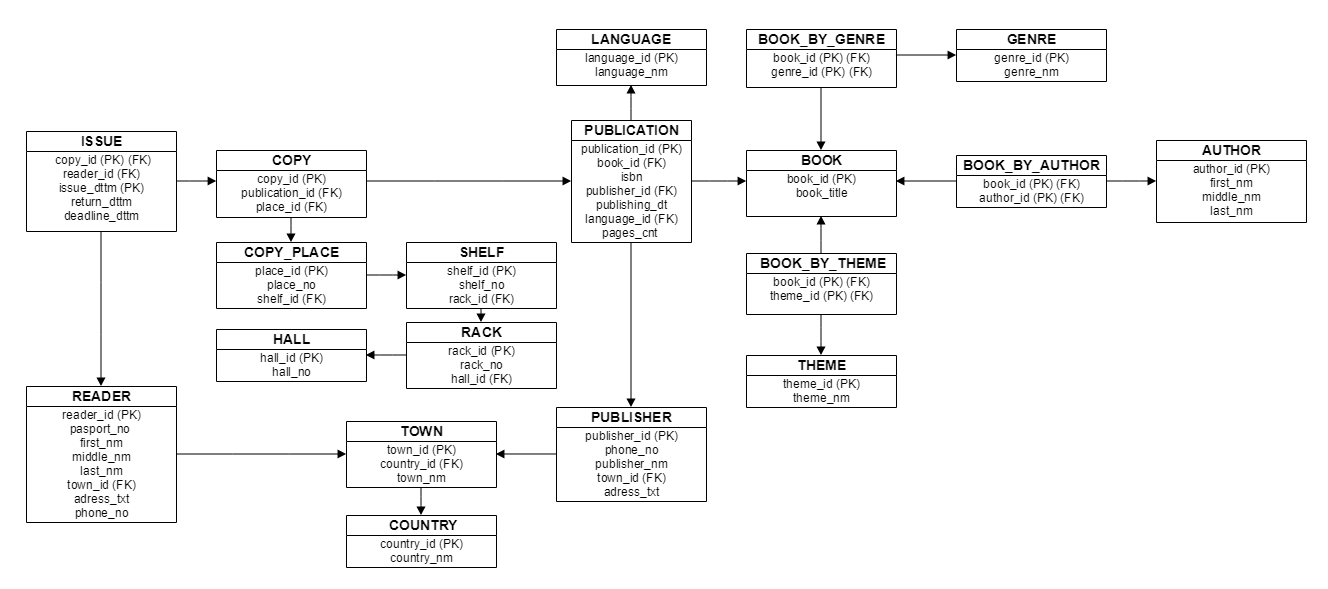 LANGUAGE
language_id (PK)
language_nm
BOOK_BY_GENRE
book_id (PK) (FK)
genre_id (PK) (FK)
GENRE
genre_id (PK)
genre_nm
ISSUE
copy_id (PK) (FK)
reader_id (FK)
issue_dttm (PK)
return_dttm
deadline_dttm
COPY
copy_id (PK)
publication_id (FK)
place_id (FK)
PUBLICATION
publication_id (PK)
book_id (FK)
isbn
publisher_id (FK)
publishing_dt
language_id (FK)
pages_cnt
BOOK
book_id (PK)
book_title
BOOK_BY_AUTHOR
book_id (PK) (FK)
author_id (PK) (FK)
AUTHOR
author_id (PK)
first_nm
middle_nm
last_nm
COPY_PLACE
place_id (PK)
place_no
shelf_id (FK)
SHELF
shelf_id (PK)
shelf_no
rack_id (FK)
BOOK_BY_THEME
book_id (PK) (FK)
theme_id (PK) (FK)
HALL
hall_id (PK)
hall_no
RACK
rack_id (PK)
rack_no
hall_id (FK)
THEME
theme_id (PK)
theme_nm
READER
reader_id (PK)
pasport_no
first_nm
middle_nm
last_nm
town_id (FK)
adress_txt
phone_no
TOWN
town_id (PK)
country_id (FK)
town_nm
PUBLISHER
publisher_id (PK)
phone_no
publisher_nm
town_id (FK)
adress_txt
COUNTRY
country_id (PK)
country_nm